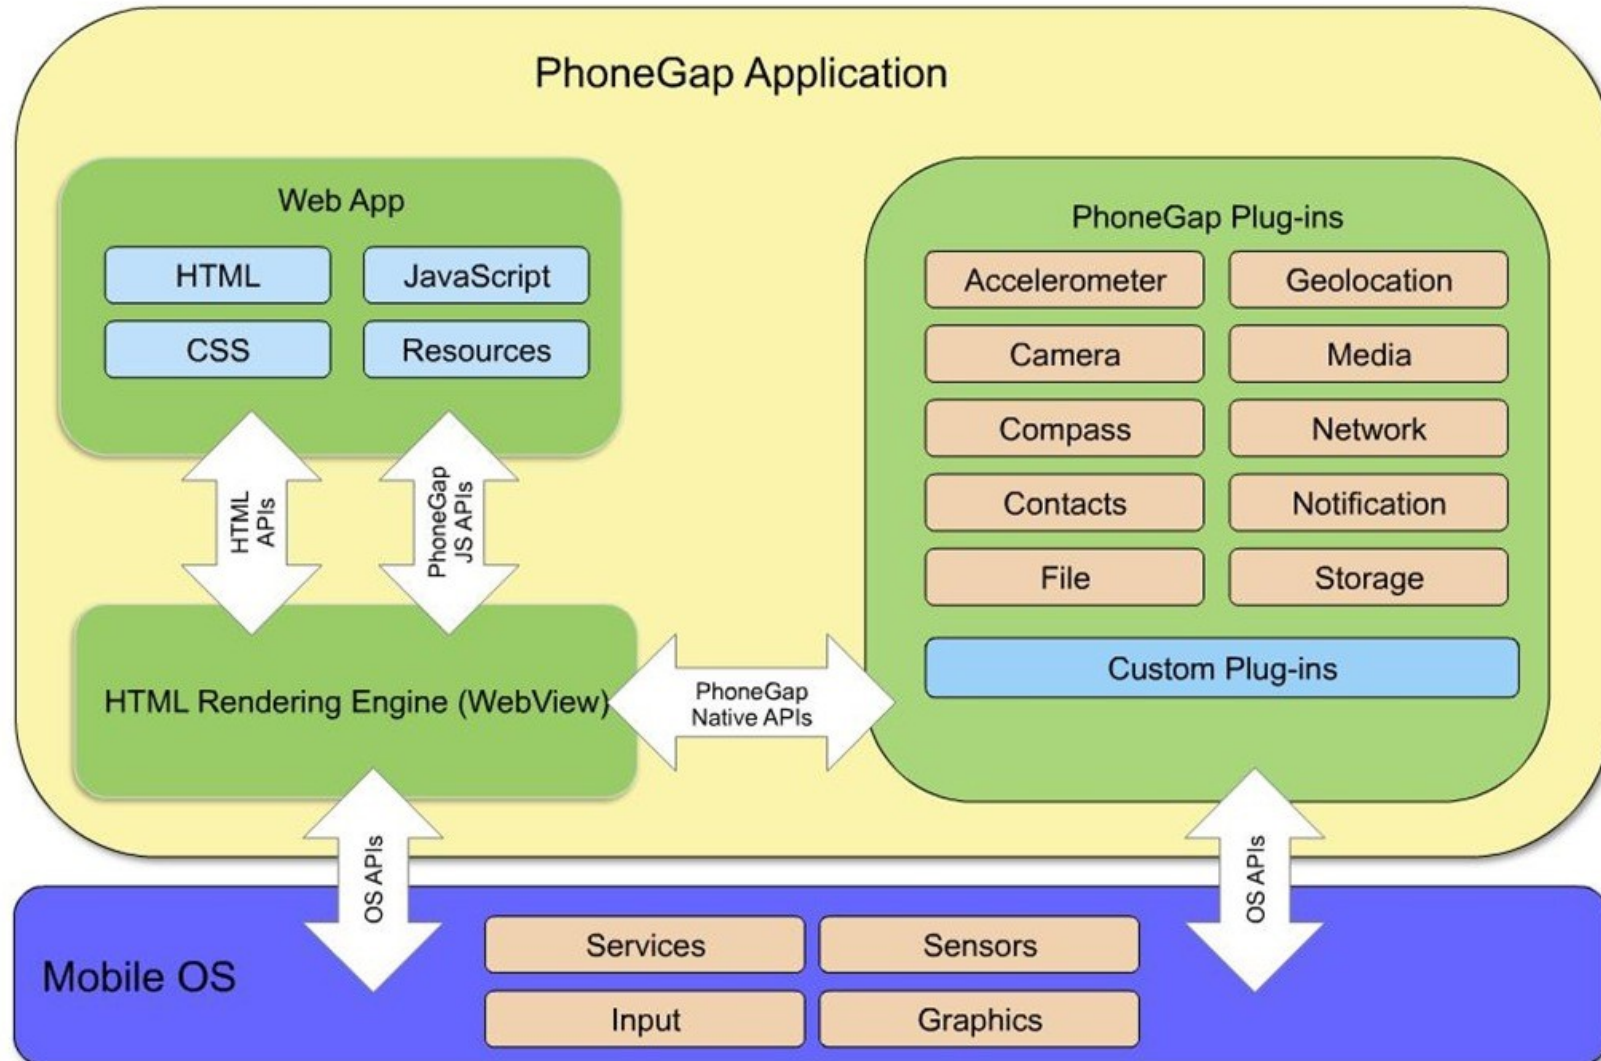 PhoneGap Application
Web App
HTML
JavaScript
CSS
Resources
HTML
APIs
PhoneGap
JS APIs
HTML Rendering Engine (WebView)
PhoneGap
Native APIs
PhoneGap Plug-ins
Accelerometer
Geolocation
Camera
Media
Compass
Network
Contacts
Notification
File
Storage
Custom Plug-ins
OS APIs
OS APIs
Mobile OS
Services
Sensors
Input
Graphics